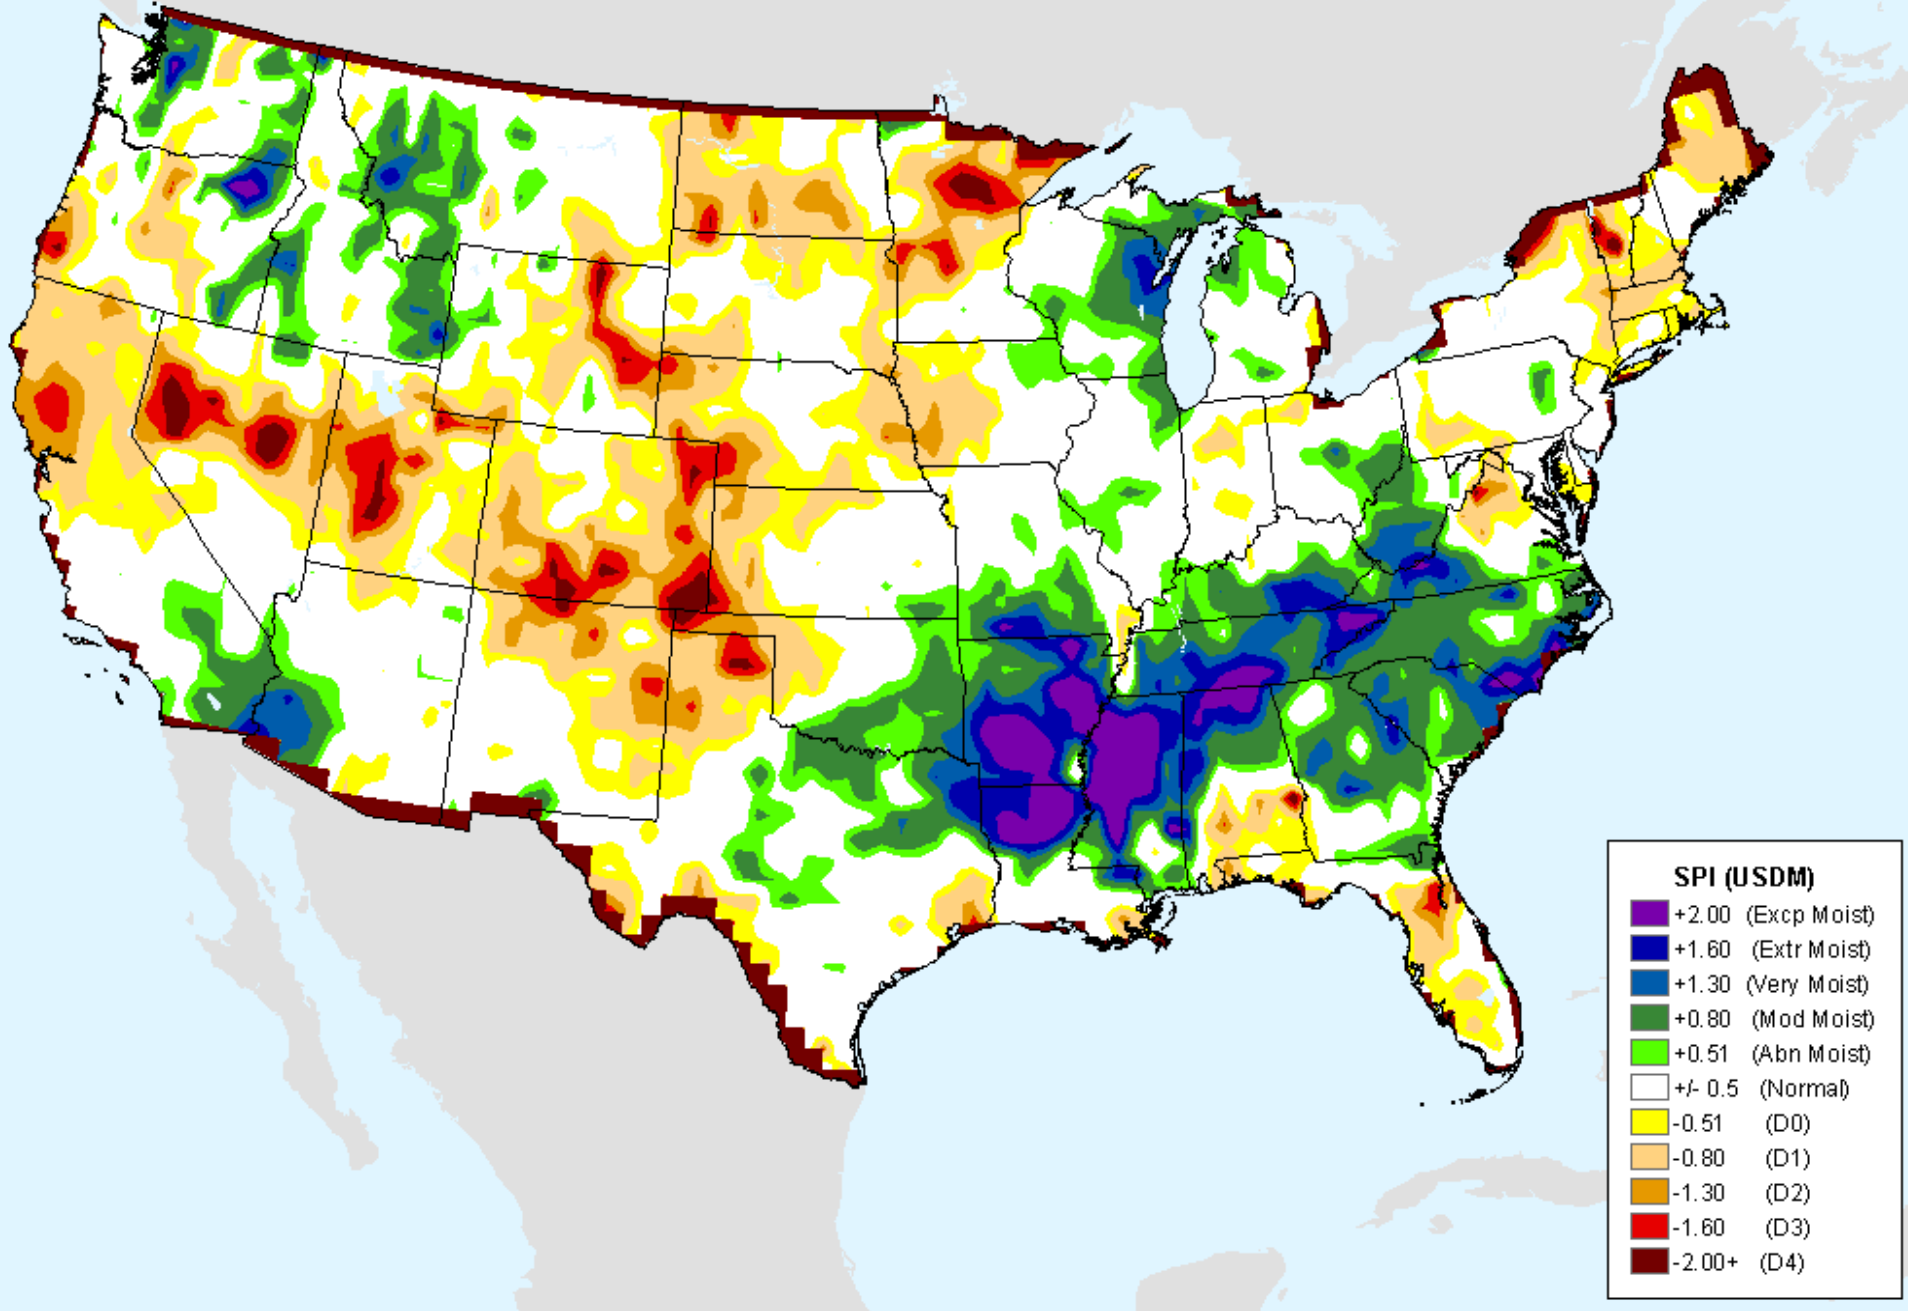 SPI (USDM)
+2.00 (Excp Moist)
+1.60 (Extr Moist)
+1.30 (Very Moist)
+0.80 (Mod Moist)
+0.51 (Abn Moist)
+/- 0.5 (Normal)
-0.51 (D0)
-0.80 (D1)
-1.30 (D2)
-1.60 (D3)
-2.00+ (D4)